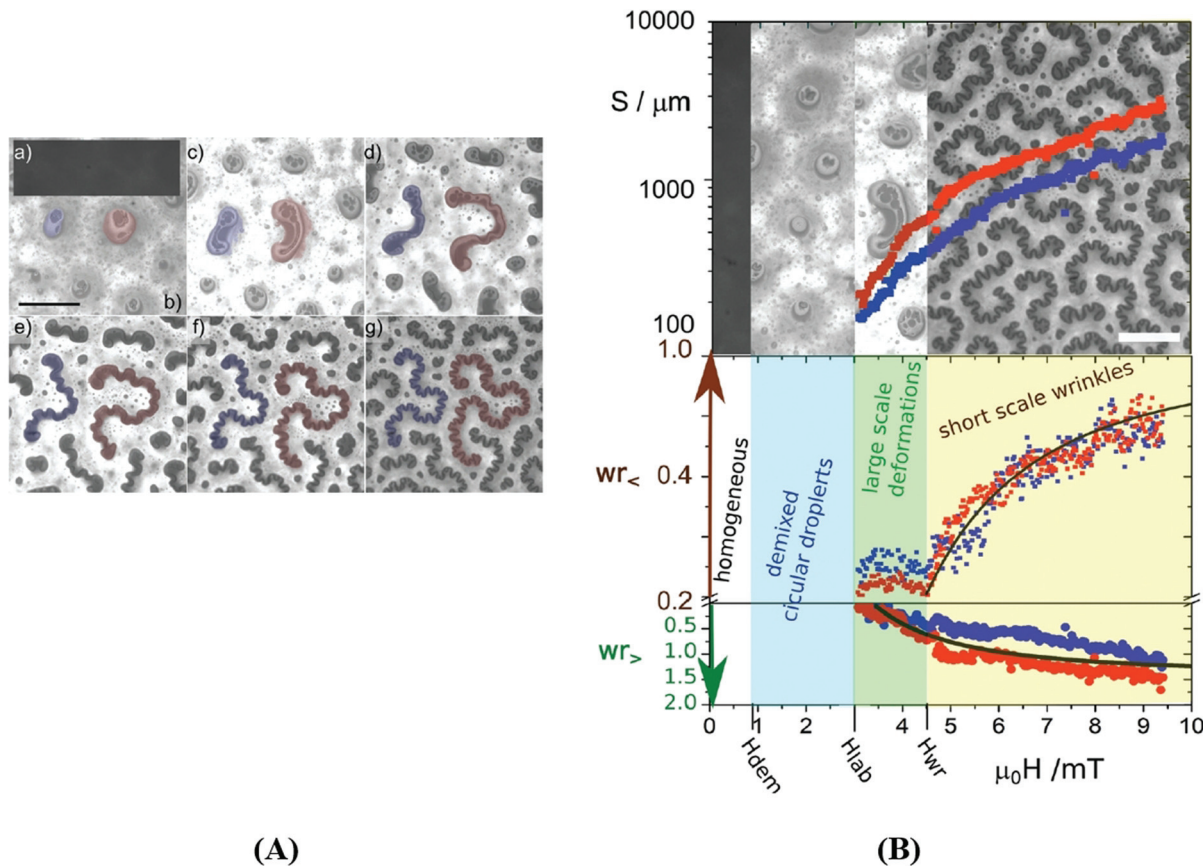 a)
b)
c)
d)
e)
f)
g)
(A)
B)
10000
S / μm
1000
100
1.0
wr<
0.4
0.2
homogeneous
demixed
cicular droplerts
large scale
deformations
short scale wrinkles
0.5
1.0
1.5
2.0
wr>
0 1 2 3 4 5 6 7 8 9 10
Hdem
Hlab
Hwr
μ₀H /mT
(B)